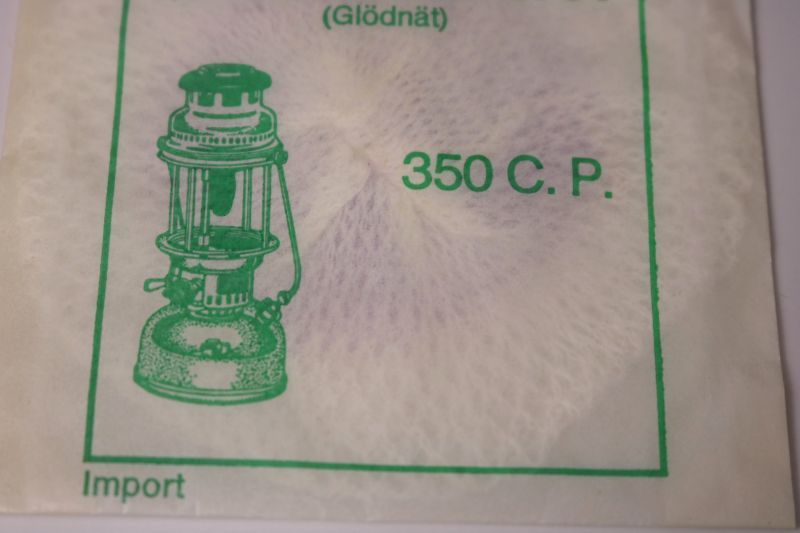 (Glödnät)
350 C. P.
Import